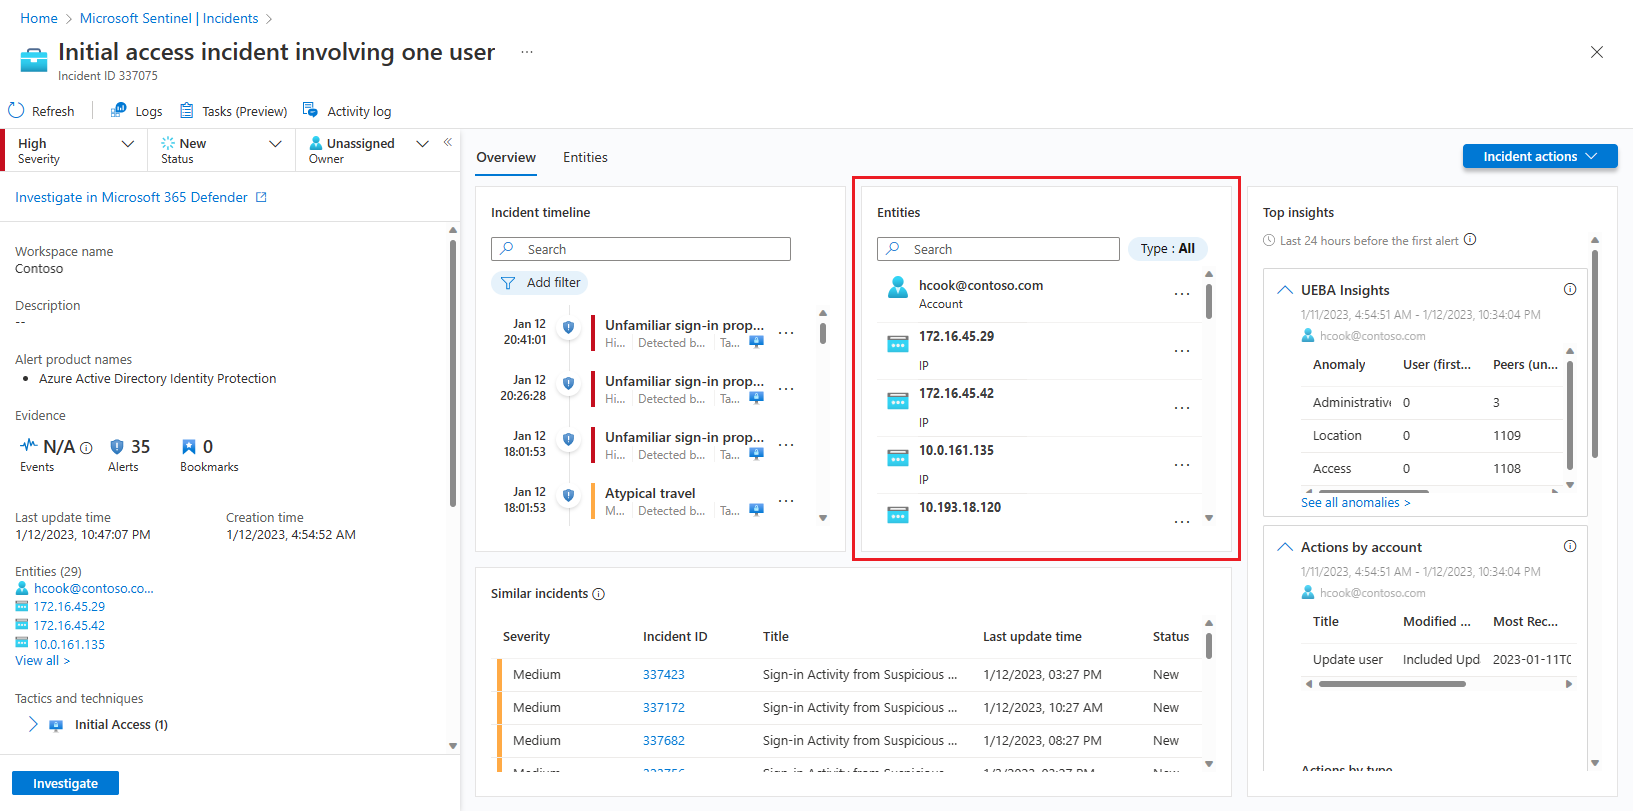 Home > Microsoft Sentinel | Incidents >
Initial access incident involving one user ...
Incident ID 337075
Refresh Logs Tasks (Preview) Activity log
High
Severity
New
Status
Unassigned
Owner
Investigate in Microsoft 365 Defender
Workspace name
Contoso
Description
--
Alert product names
• Azure Active Directory Identity Protection
Evidence
N/A
Events
35
Alerts
0
Bookmarks
Last update time
1/12/2023, 10:47:07 PM
Creation time
1/12/2023, 4:54:52 AM
Entities (29)
hcook@contoso.co...
172.16.45.29
172.16.45.42
10.0.161.135
View all >
Tactics and techniques
Initial Access (1)
Investigate
Overview Entities
Incident actions
Incident timeline
Search
Add filter
Jan 12
20:41:01
Unfamiliar sign-in prop... ...
Hi... Detected b... Ta...
Jan 12
20:26:28
Unfamiliar sign-in prop... ...
Hi... Detected b... Ta...
Jan 12
18:01:53
Unfamiliar sign-in prop... ...
Hi... Detected b... Ta...
Jan 12
18:01:53
Atypical travel ...
M... Detected b... Ta...
Entities
Search
Type : All
hcook@contoso.com
Account
...
172.16.45.29
IP
...
172.16.45.42
IP
...
10.0.161.135
IP
...
10.193.18.120
...
Similar incidents
Severity Incident ID Title Last update time Status
Medium 337423 Sign-in Activity from Suspicious ... 1/12/2023, 03:27 PM New
Medium 337172 Sign-in Activity from Suspicious ... 1/12/2023, 10:27 AM New
Medium 337682 Sign-in Activity from Suspicious ... 1/12/2023, 08:27 PM New
Top insights
Last 24 hours before the first alert
UEBA Insights
1/11/2023, 4:54:51 AM - 1/12/2023, 10:34:04 PM
hcook@contoso.com
Anomaly User (first... Peers (un...
Administrative 0 3
Location 0 1109
Access 0 1108
See all anomalies >
Actions by account
1/11/2023, 4:54:51 AM - 1/12/2023, 10:34:04 PM
hcook@contoso.com
Title Modified ... Most Rec...
Update user Included Upd 2023-01-11T0
Actions by type